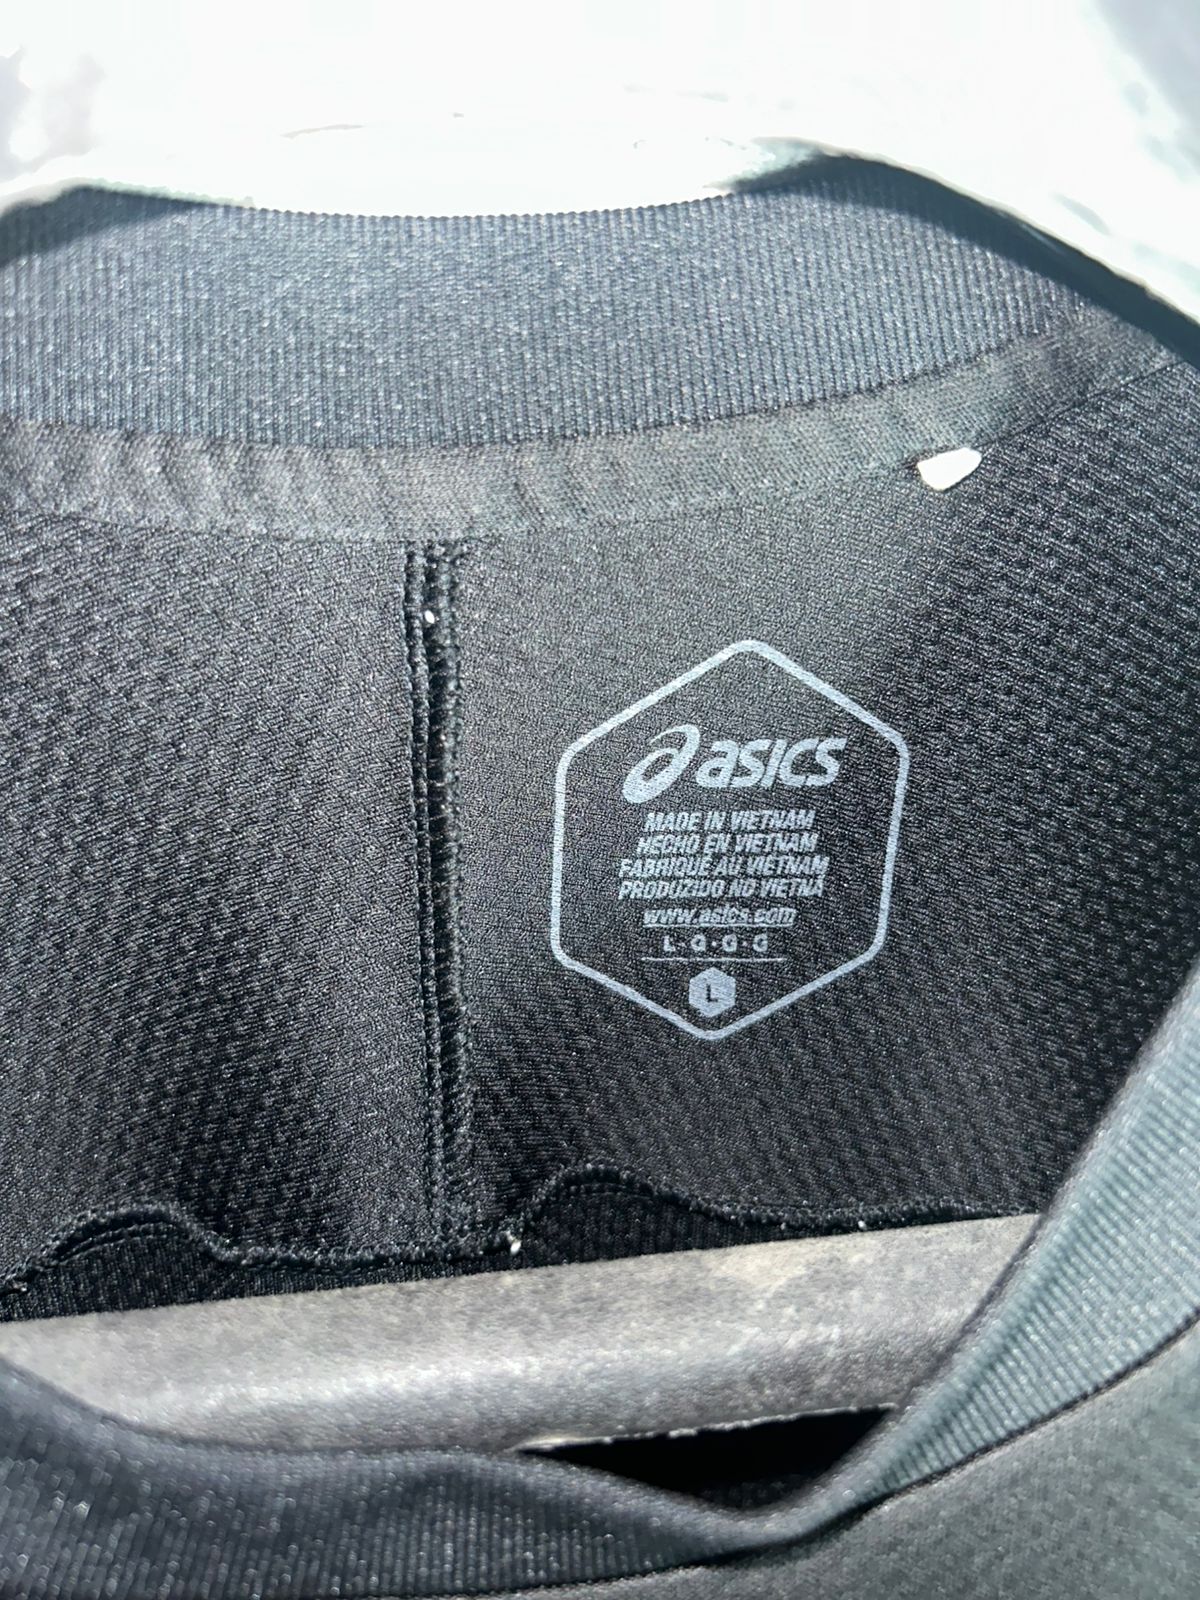 asics
MADE IN VIETNAM
HECHO EN VIETNAM
FABRIQUÉ AU VIETNAM
PRODUZIDO NO VIETNÃ
www.asics.com
L·G·G·G
L